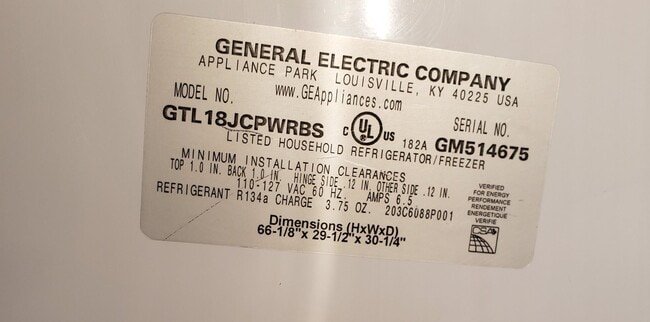 GENERAL ELECTRIC COMPANY
APPLIANCE PARK LOUISVILLE, KY 40225 USA
MODEL NO. www.GEAppliances.com SERIAL NO.
GTL18JCPWRBS C UL US 182A GM514675
LISTED HOUSEHOLD REFRIGERATOR/FREEZER
MINIMUM INSTALLATION CLEARANCES
TOP 1.0 IN. BACK 1.0 IN. HINGE SIDE .12 IN. OTHER SIDE .12 IN.
110-127 VAC 60 HZ. AMPS 6.5
REFRIGERANT R134a CHARGE 3.75 OZ. 203C6088P001
Dimensions (HxWxD)
66-1/8"x 29-1/2"x 30-1/4"
VERIFIED
FOR ENERGY
PERFORMANCE
RENDEMENT
ENERGETIQUE
VERIFIE
CSA